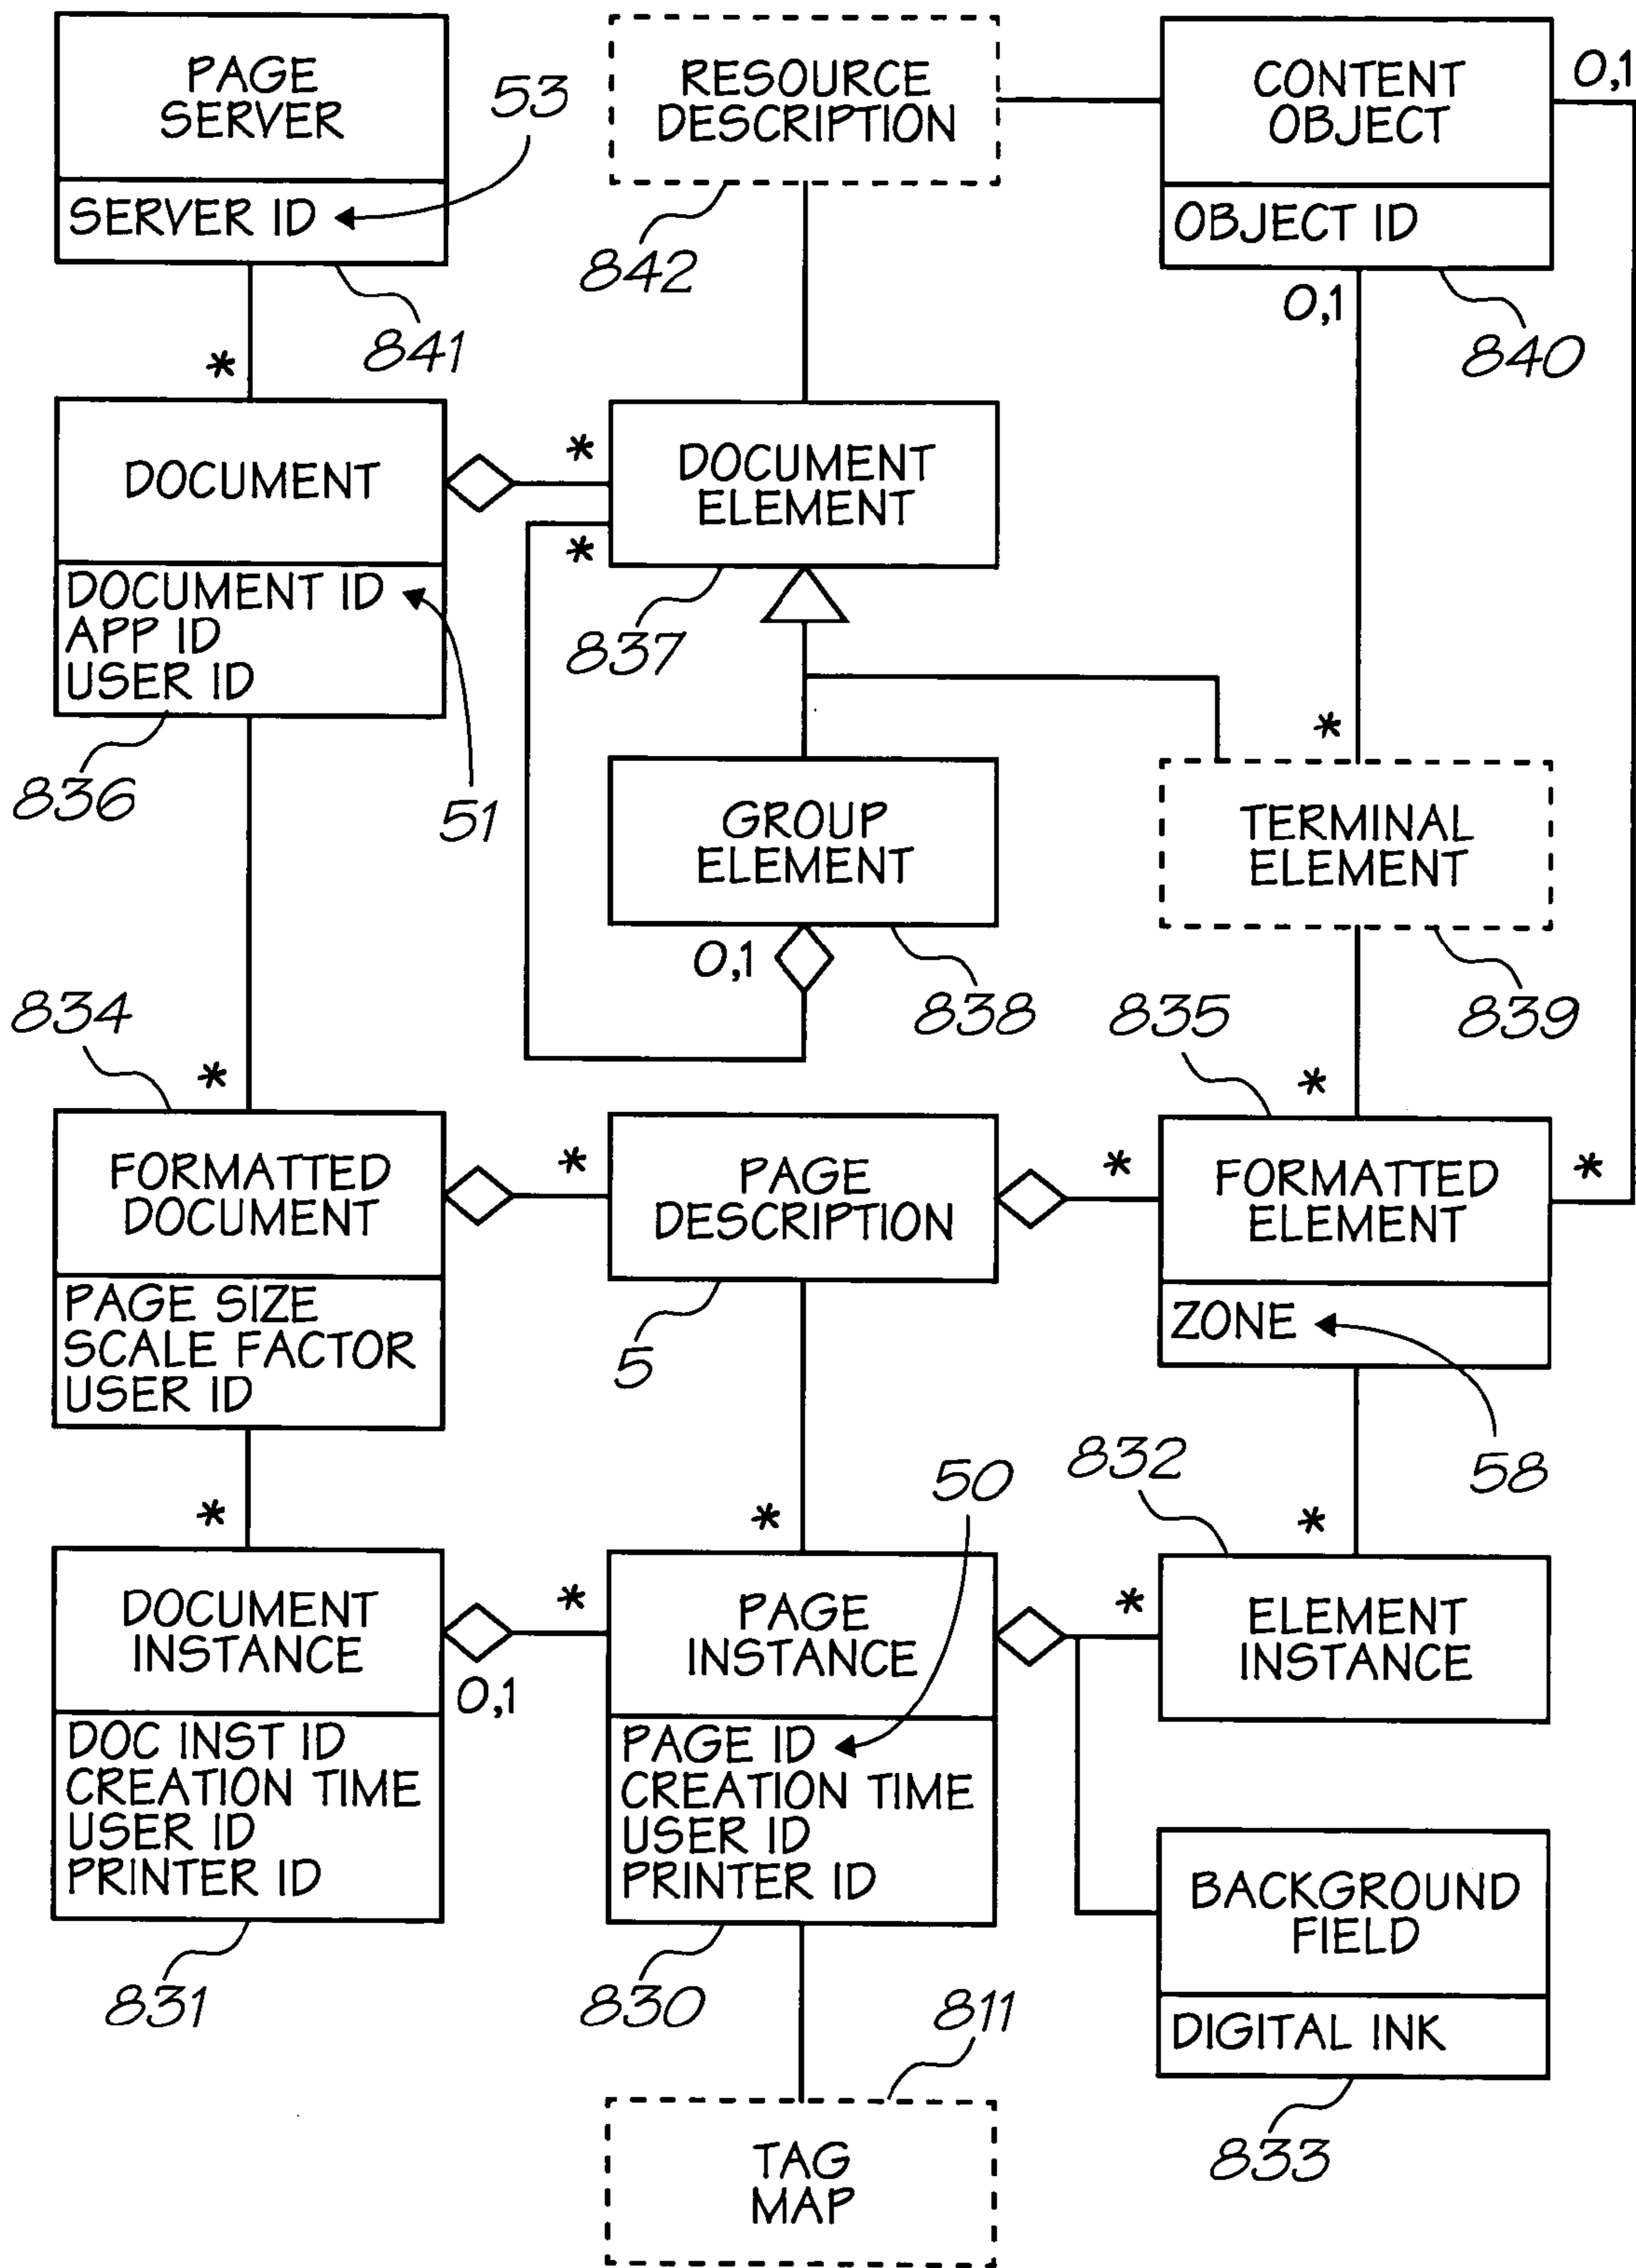 PAGE
SERVER
SERVER ID
53
841
RESOURCE
DESCRIPTION
842
CONTENT
OBJECT
OBJECT ID
0,1
0,1
840
*
DOCUMENT
DOCUMENT ID
APP ID
USER ID
836
51
*
*
DOCUMENT
ELEMENT
837
GROUP
ELEMENT
0,1
838
*
TERMINAL
ELEMENT
839
834
*
FORMATTED
DOCUMENT
PAGE SIZE
SCALE FACTOR
USER ID
*
PAGE
DESCRIPTION
5
835
*
*
*
FORMATTED
ELEMENT
ZONE
58
*
DOCUMENT
INSTANCE
DOC INST ID
CREATION TIME
USER ID
PRINTER ID
831
*
0,1
*
50
PAGE
INSTANCE
PAGE ID
CREATION TIME
USER ID
PRINTER ID
830
832
*
*
ELEMENT
INSTANCE
BACKGROUND
FIELD
DIGITAL INK
833
811
TAG
MAP